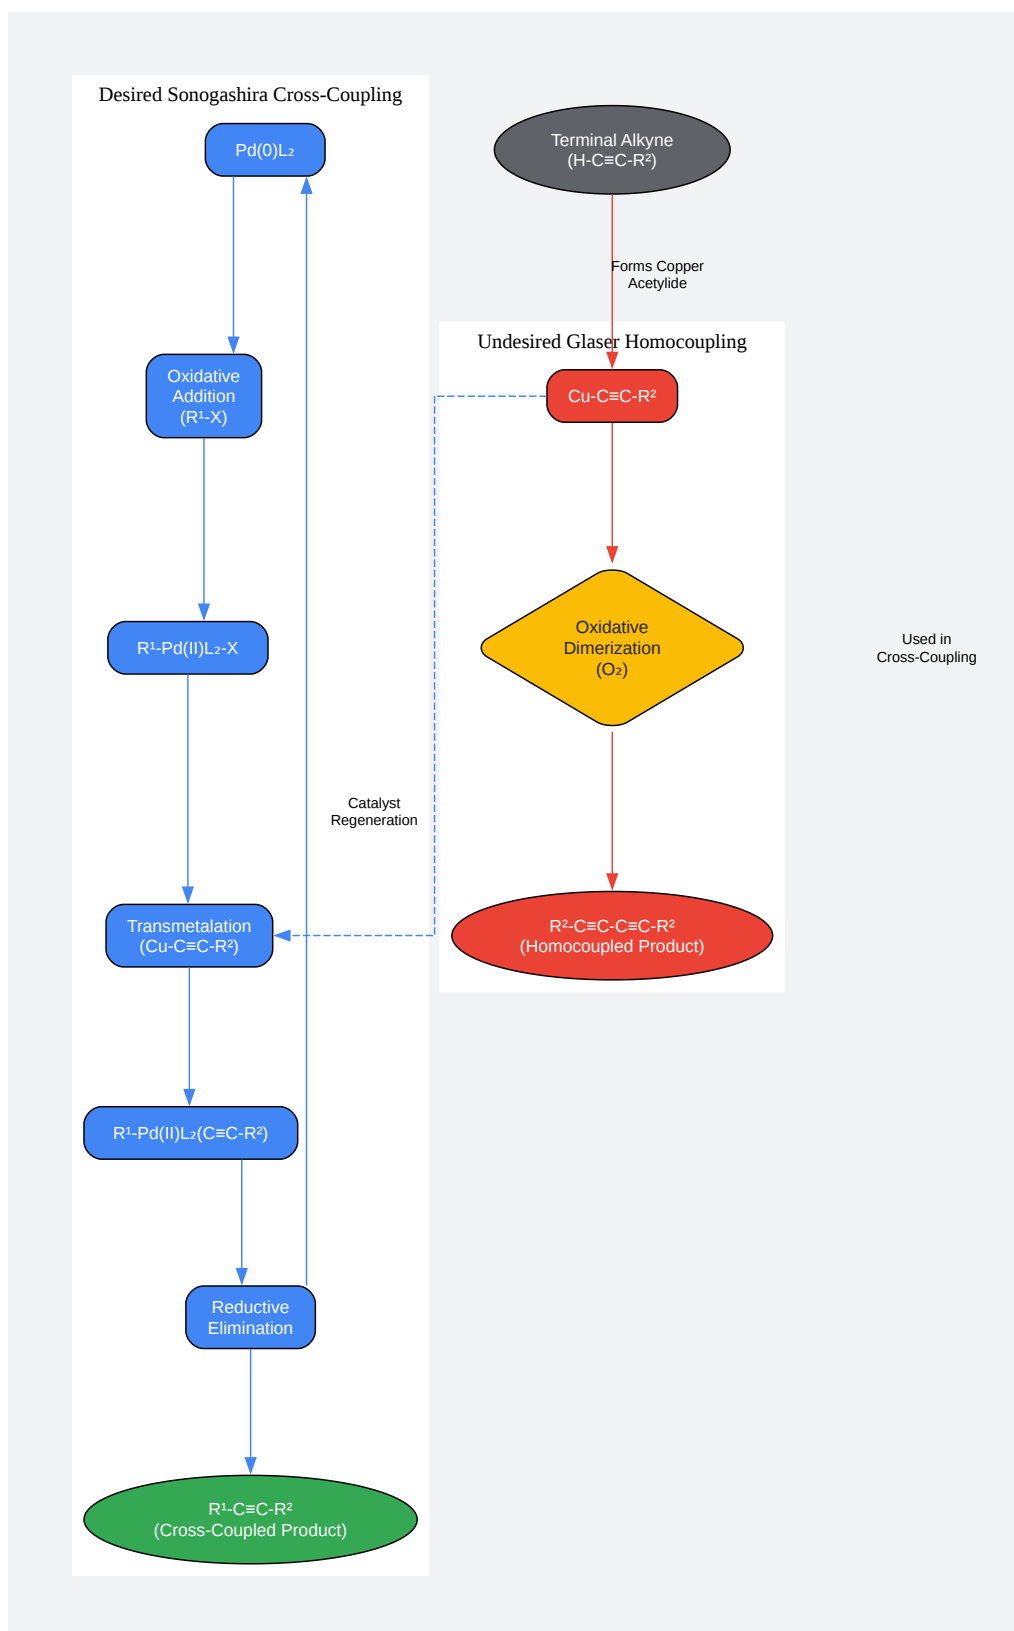 Desired Sonogashira Cross-Coupling
Pd(0)L₂
Oxidative
Addition
(R¹-X)
R¹-Pd(II)L₂-X
Catalyst
Regeneration
Transmetalation
(Cu-C≡C-R²)
R¹-Pd(II)L₂(C≡C-R²)
Reductive
Elimination
R¹-C≡C-R²
(Cross-Coupled Product)
Terminal Alkyne
(H-C≡C-R²)
Forms Copper
Acetylide
Undesired Glaser Homocoupling
Cu-C≡C-R²
Oxidative
Dimerization
(O₂)
R²-C≡C-C≡C-R²
(Homocoupled Product)
Used in
Cross-Coupling